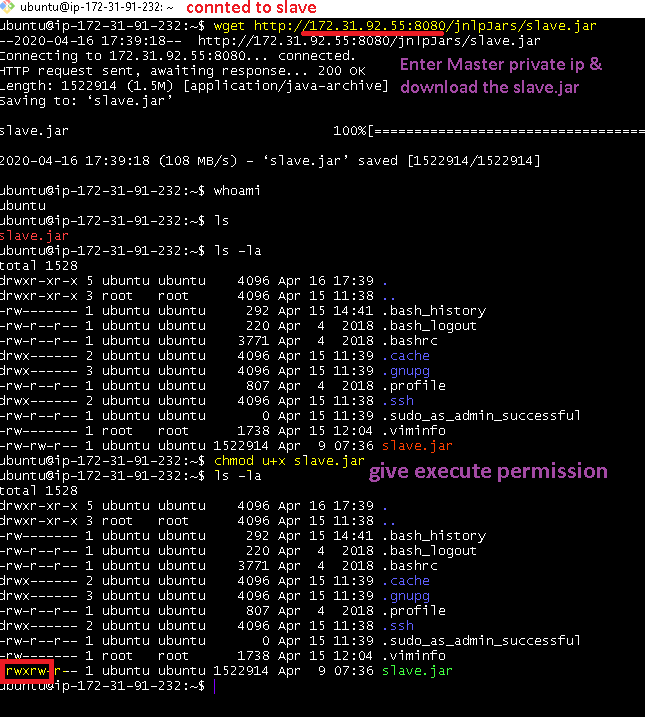 ubuntu@ip-172-31-91-232: ~ connted to slave
ubuntu@ip-172-31-91-232:~$ wget http://172.31.92.55:8080/jnlpJars/slave.jar
--2020-04-16 17:39:18--  http://172.31.92.55:8080/jnlpJars/slave.jar
Connecting to 172.31.92.55:8080... connected.
HTTP request sent, awaiting response... 200 OK
Enter Master private ip &
Length: 1522914 (1.5M) [application/java-archive]
download the slave.jar
Saving to: ‘slave.jar’
slave.jar 100%[===================================
2020-04-16 17:39:18 (108 MB/s) - ‘slave.jar’ saved [1522914/1522914]
ubuntu@ip-172-31-91-232:~$ whoami
ubuntu
ubuntu@ip-172-31-91-232:~$ ls
slave.jar
ubuntu@ip-172-31-91-232:~$ ls -la
total 1528
drwxr-xr-x 5 ubuntu ubuntu    4096 Apr 16 17:39 .
drwxr-xr-x 3 root   root      4096 Apr 15 11:38 ..
-rw------- 1 ubuntu ubuntu     292 Apr 15 14:41 .bash_history
-rw-r--r-- 1 ubuntu ubuntu     220 Apr  4  2018 .bash_logout
-rw-r--r-- 1 ubuntu ubuntu    3771 Apr  4  2018 .bashrc
drwx------ 2 ubuntu ubuntu    4096 Apr 15 11:39 .cache
drwx------ 3 ubuntu ubuntu    4096 Apr 15 11:39 .gnupg
-rw-r--r-- 1 ubuntu ubuntu     807 Apr  4  2018 .profile
drwx------ 2 ubuntu ubuntu    4096 Apr 15 11:38 .ssh
-rw-r--r-- 1 ubuntu ubuntu       0 Apr 15 11:39 .sudo_as_admin_successful
-rw------- 1 root   root      1738 Apr 15 12:04 .viminfo
-rw-rw-r-- 1 ubuntu ubuntu 1522914 Apr  9 07:36 slave.jar
ubuntu@ip-172-31-91-232:~$ chmod u+x slave.jar
give execute permission
ubuntu@ip-172-31-91-232:~$ ls -la
total 1528
drwxr-xr-x 5 ubuntu ubuntu    4096 Apr 16 17:39 .
drwxr-xr-x 3 root   root      4096 Apr 15 11:38 ..
-rw------- 1 ubuntu ubuntu     292 Apr 15 14:41 .bash_history
-rw-r--r-- 1 ubuntu ubuntu     220 Apr  4  2018 .bash_logout
-rw-r--r-- 1 ubuntu ubuntu    3771 Apr  4  2018 .bashrc
drwx------ 2 ubuntu ubuntu    4096 Apr 15 11:39 .cache
drwx------ 3 ubuntu ubuntu    4096 Apr 15 11:39 .gnupg
-rw-r--r-- 1 ubuntu ubuntu     807 Apr  4  2018 .profile
drwx------ 2 ubuntu ubuntu    4096 Apr 15 11:38 .ssh
-rw-r--r-- 1 ubuntu ubuntu       0 Apr 15 11:39 .sudo_as_admin_successful
-rw------- 1 root   root      1738 Apr 15 12:04 .viminfo
-rwxrw-r-- 1 ubuntu ubuntu 1522914 Apr  9 07:36 slave.jar
ubuntu@ip-172-31-91-232:~$